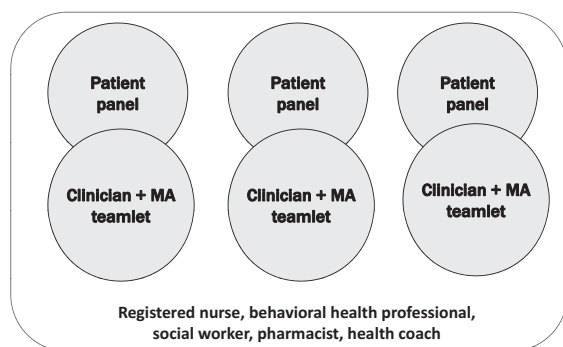 Patient
panel
Patient
panel
Patient
panel
Clinician + MA
teamlet
Clinician + MA
teamlet
Clinician + MA
teamlet
Registered nurse, behavioral health professional,
social worker, pharmacist, health coach